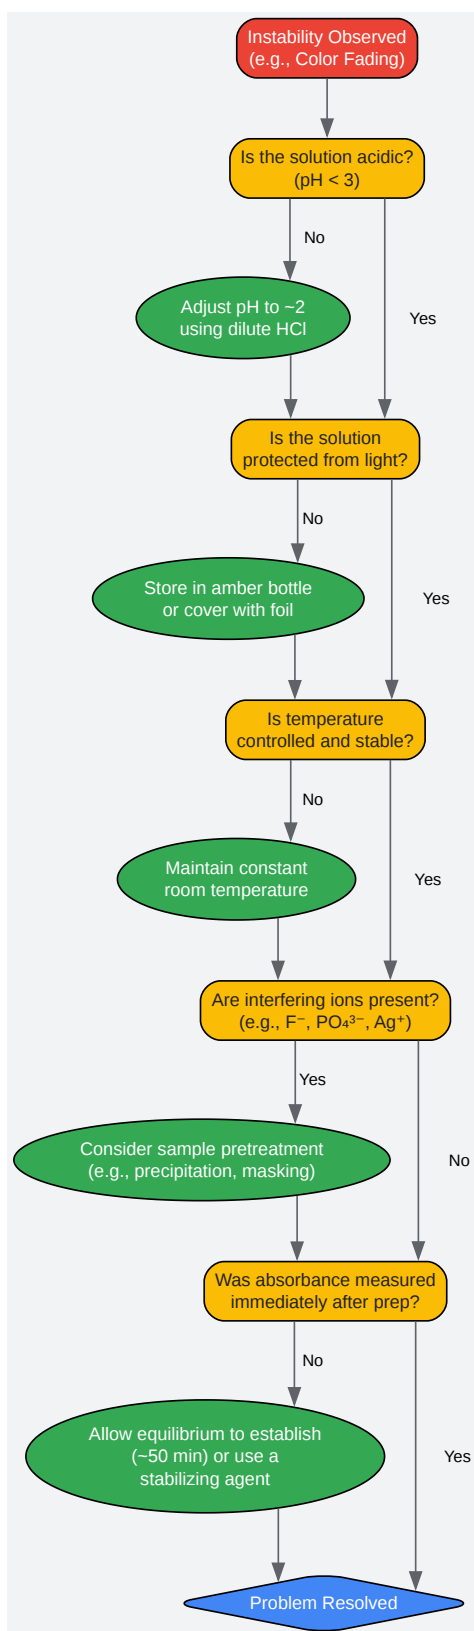 Instability Observed
(e.g., Color Fading)
Is the solution acidic?
(pH < 3)
No
Adjust pH to ~2
using dilute HCl
Yes
Is the solution
protected from light?
No
Store in amber bottle
or cover with foil
Yes
Is temperature
controlled and stable?
No
Maintain constant
room temperature
Yes
Are interfering ions present?
(e.g., F⁻, PO₄³⁻, Ag⁺)
Yes
Consider sample pretreatment
(e.g., precipitation, masking)
No
Was absorbance measured
immediately after prep?
No
Allow equilibrium to establish
(~50 min) or use a
stabilizing agent
Yes
Problem Resolved